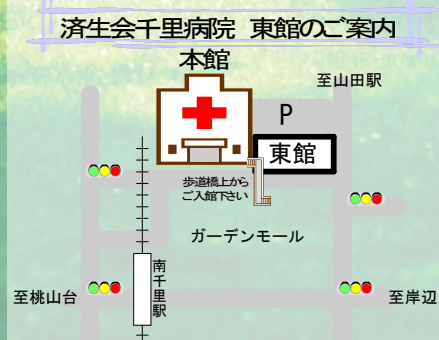 済生会千里病院 東館のご案内
本館
至山田駅
P
東館
歩道橋上から
ご入館下さい
ガーデンモール
南千里駅
至桃山台
至岸辺